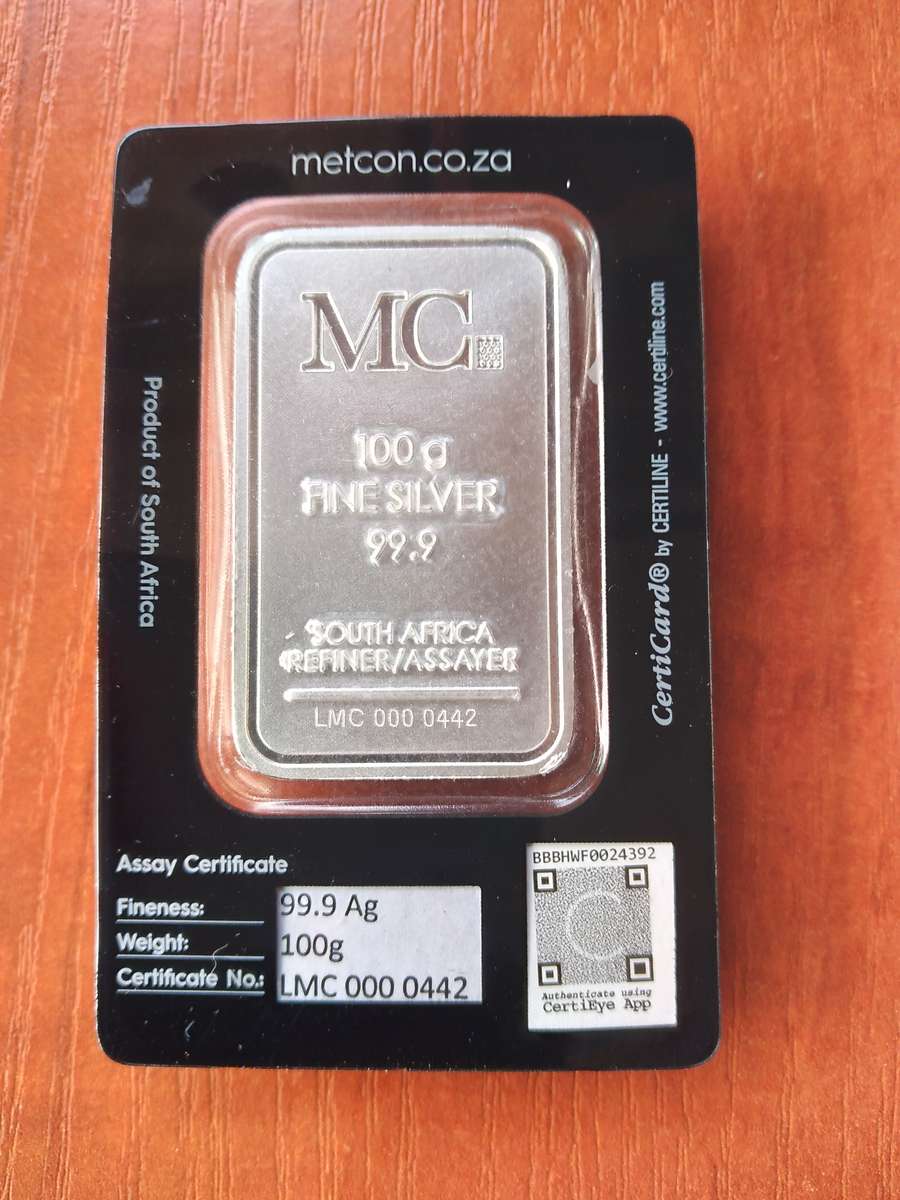 metcon.co.za
MC
100 g
FINE SILVER
99.9
SOUTH AFRICA
REFINER/ASSAYER
LMC 000 0442
Product of South Africa
CertiCard® by CERTILINE - www.certiline.com
Assay Certificate
Fineness: 99.9 Ag
Weight: 100g
Certificate No.: LMC 000 0442
BBBHWF0024392
C
Authenticate using
CertiEye App